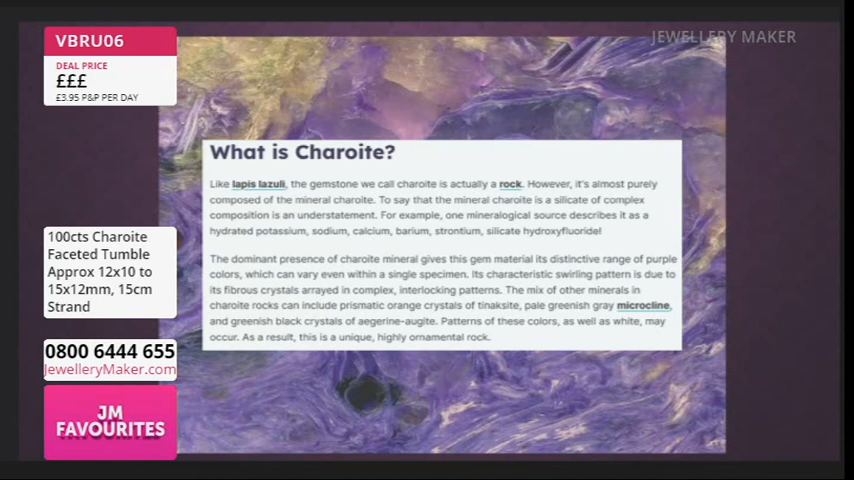 VBRU06
DEAL PRICE
£££
£3.95 P&P PER DAY
JEWELLERY MAKER
What is Charoite?
Like lapis lazuli, the gemstone we call charoite is actually a rock. However, it's almost purely
composed of the mineral charoite. To say that the mineral charoite is a silicate of complex
composition is an understatement. For example, one mineralogical source describes it as a
hydrated potassium, sodium, calcium, barium, strontium, silicate hydroxyfluoride!
The dominant presence of charoite mineral gives this gem material its distinctive range of purple
colors, which can vary even within a single specimen. Its characteristic swirling pattern is due to
its fibrous crystals arrayed in complex, interlocking patterns. The mix of other minerals in
charoite rocks can include prismatic orange crystals of tinaksite, pale greenish gray microcline,
and greenish black crystals of aegerine-augite. Patterns of these colors, as well as white, may
occur. As a result, this is a unique, highly ornamental rock.
100cts Charoite
Faceted Tumble
Approx 12x10 to
15x12mm, 15cm
Strand
0800 6444 655
JewelleryMaker.com
JM
FAVOURITES